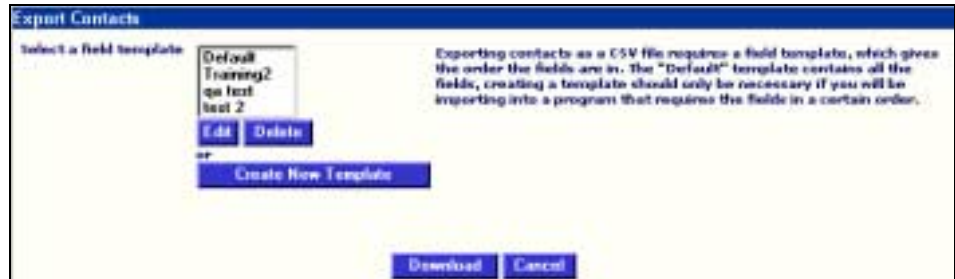 Export Contacts
Select a field template
Default
Training2
qa test
test 2
Exporting contacts as a CSV file requires a field template, which gives
the order the fields are in. The "Default" template contains all the
fields, creating a template should only be necessary if you will be
importing into a program that requires the fields in a certain order.
Edit Delete
or
Create New Template
Download Cancel